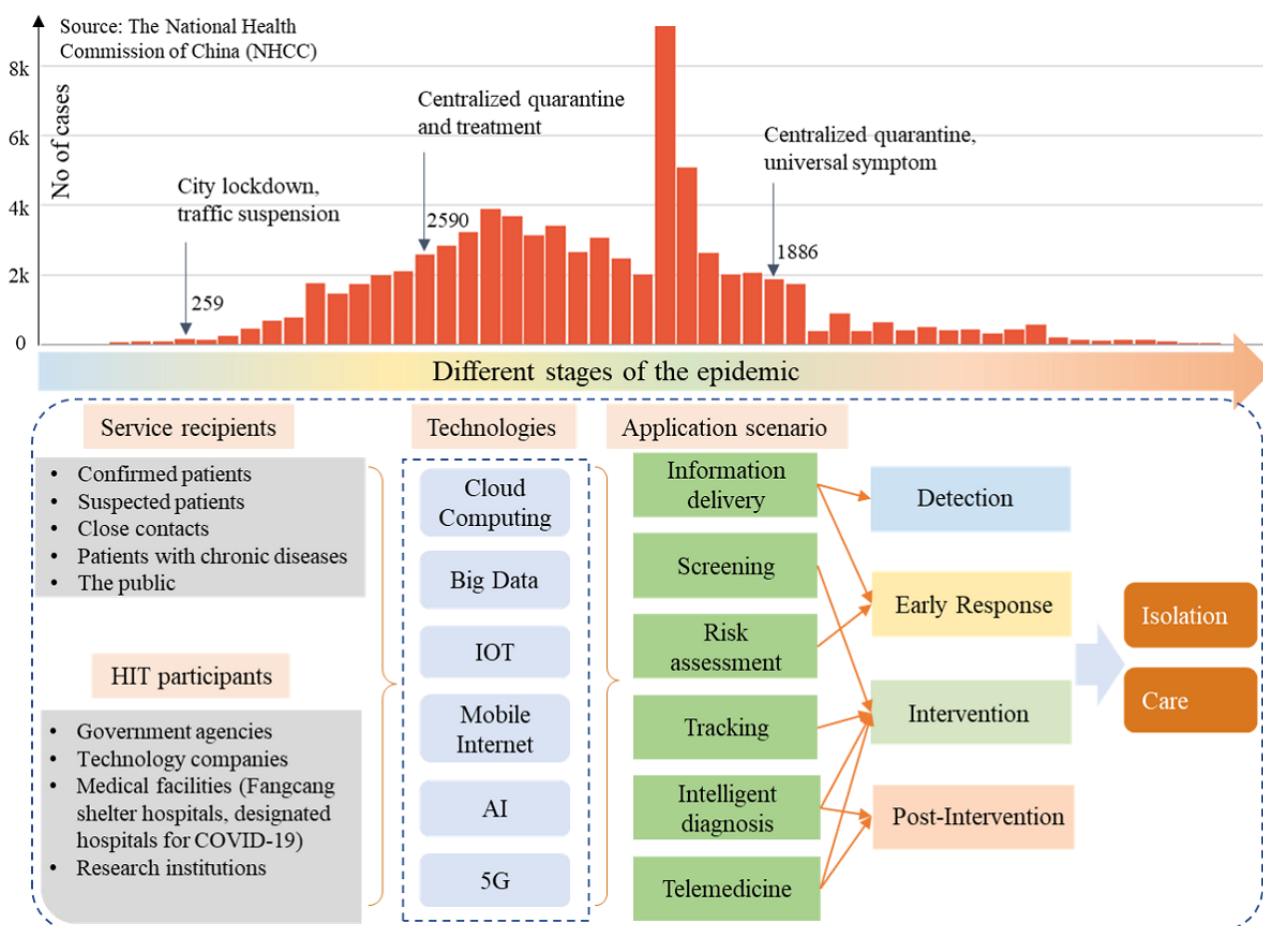 Source: The National Health
Commission of China (NHCC)
8k
6k
4k
2k
0
No of cases
City lockdown,
traffic suspension
259
Centralized quarantine
and treatment
2590
Centralized quarantine,
universal symptom
1886
Different stages of the epidemic
Service recipients
• Confirmed patients
• Suspected patients
• Close contacts
• Patients with chronic diseases
• The public
HIT participants
• Government agencies
• Technology companies
• Medical facilities (Fangcang
shelter hospitals, designated
hospitals for COVID-19)
• Research institutions
Technologies
Cloud
Computing
Big Data
IOT
Mobile
Internet
AI
5G
Application scenario
Information
delivery
Screening
Risk
assessment
Tracking
Intelligent
diagnosis
Telemedicine
Detection
Early Response
Intervention
Post-Intervention
Isolation
Care